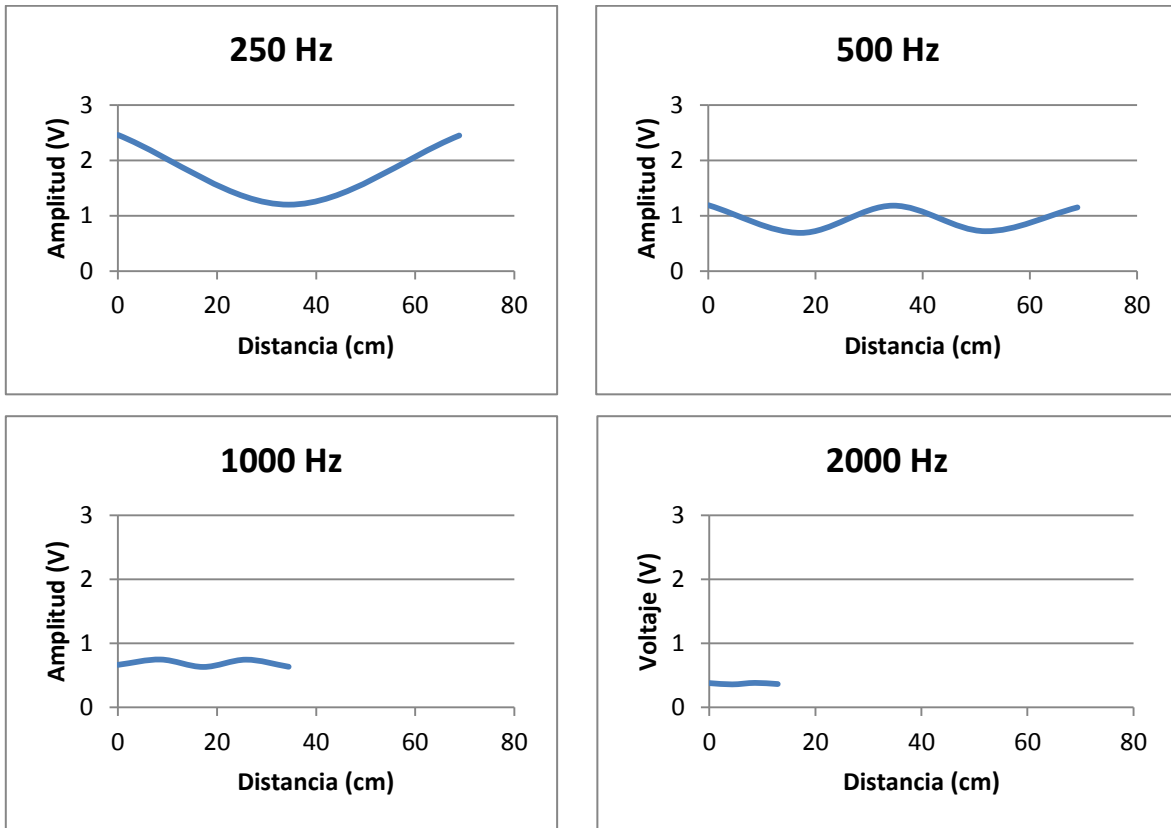 250 Hz
Amplitud (V)
3
2
1
0
0 20 40 60 80
Distancia (cm)
500 Hz
Amplitud (V)
3
2
1
0
0 20 40 60 80
Distancia (cm)
1000 Hz
Amplitud (V)
3
2
1
0
0 20 40 60 80
Distancia (cm)
2000 Hz
Voltaje (V)
3
2
1
0
0 20 40 60 80
Distancia (cm)